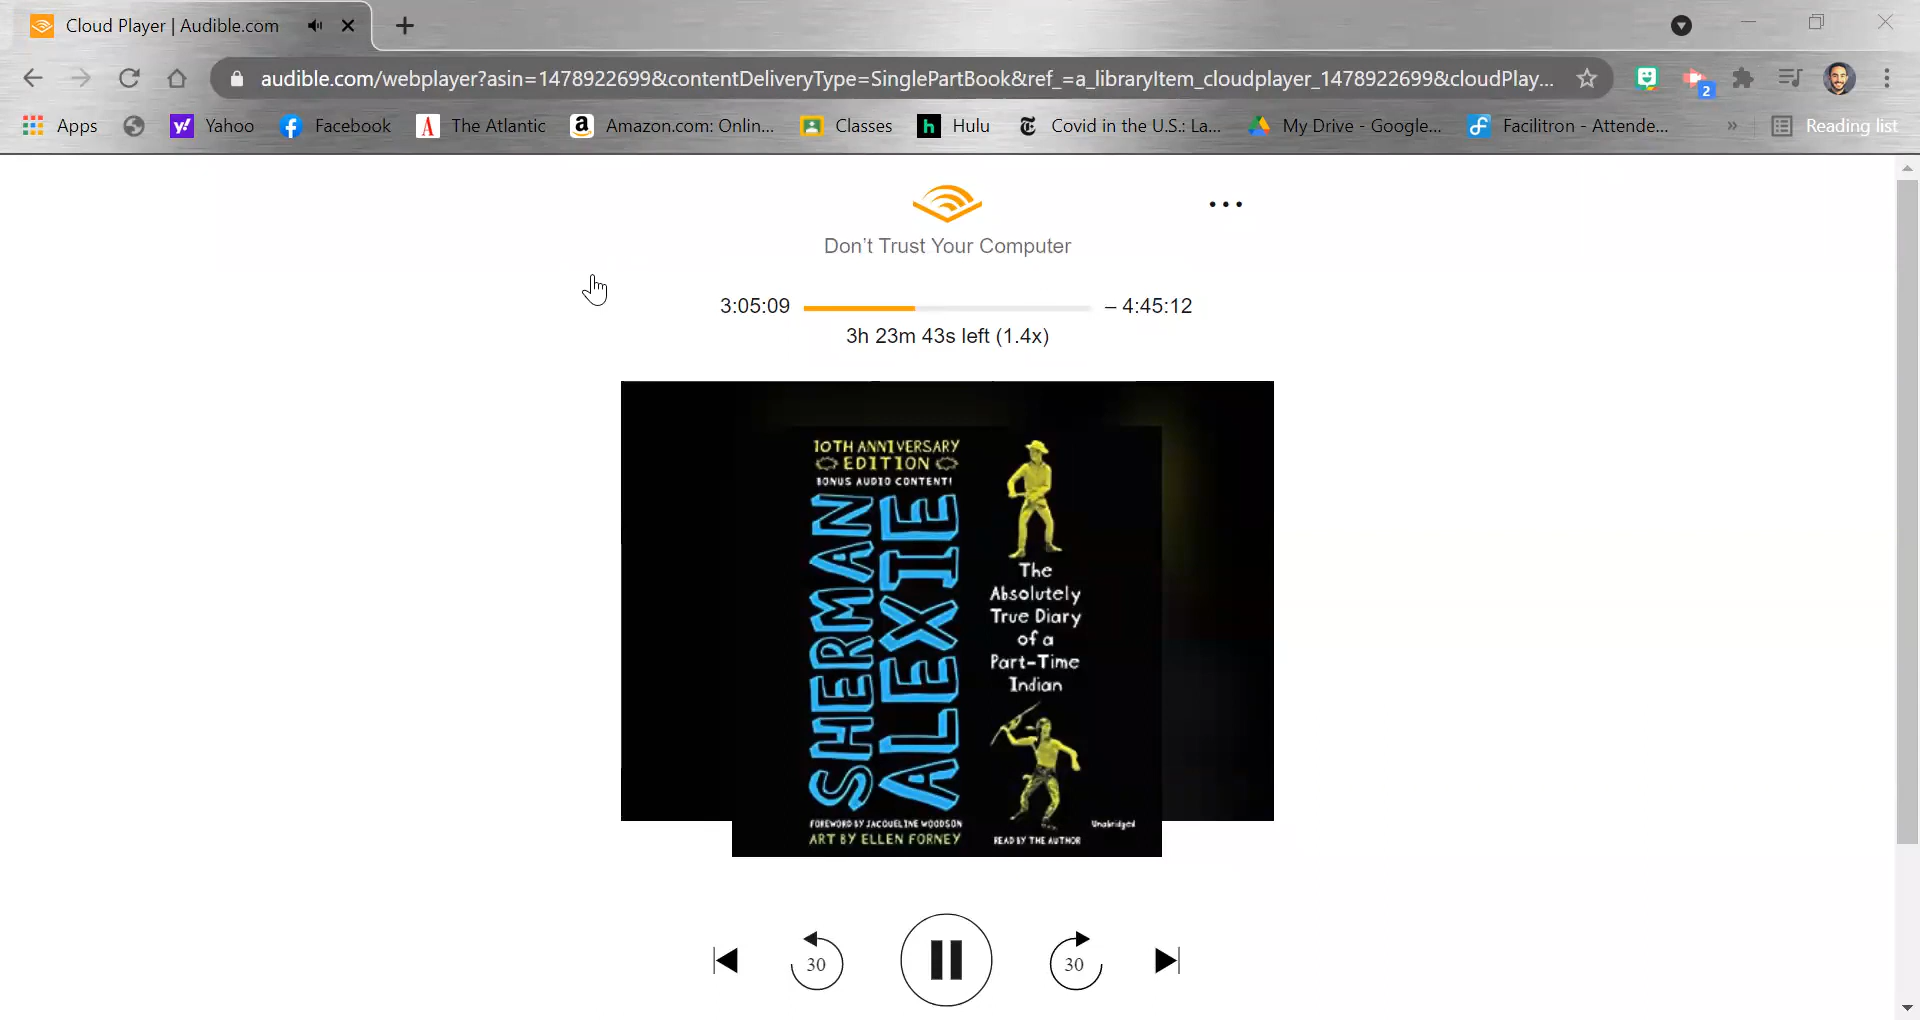 Cloud Player | Audible.com
audible.com/webplayer?asin=1478922699&contentDeliveryType=SinglePartBook&ref_=a_libraryItem_cloudplayer_1478922699&cloudPlay...
2
Apps
Yahoo
Facebook
The Atlantic
Amazon.com: Onlin...
Classes
Hulu
Covid in the U.S.: La...
My Drive - Google...
Facilitron - Attende...
»
Reading list
Don't Trust Your Computer
3:05:09
– 4:45:12
3h 23m 43s left (1.4x)
10TH ANNIVERSARY
EDITION
BONUS AUDIO CONTENT!
SHERMAN
ALEXIE
The
Absolutely
True Diary
of a
Part-Time
Indian
FOREWORD BY JACQUELINE WOODSON
ART BY ELLEN FORNEY
Unabridged
READ BY THE AUTHOR
30
30